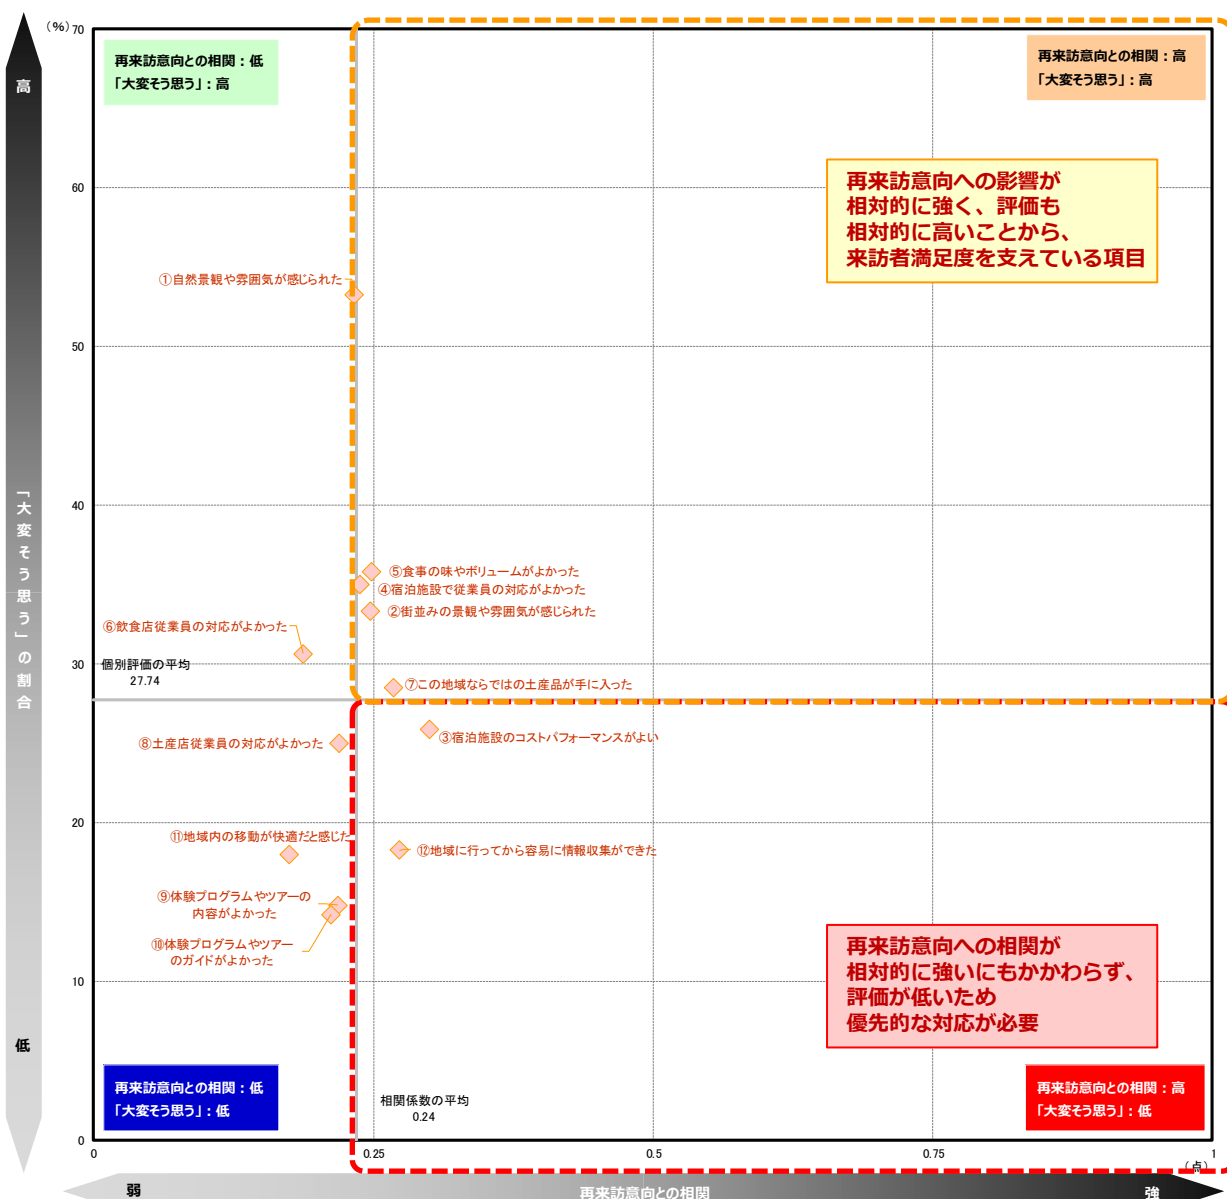 (%)
70
60
50
40
30
20
10
0
高
「大変そう思う」の割合
低
再来訪意向との相関：低
「大変そう思う」：高
再来訪意向との相関：高
「大変そう思う」：高
再来訪意向への影響が
相対的に強く、評価も
相対的に高いことから、
来訪者満足度を支えている項目
①自然景観や雰囲気が感じられた
⑤食事の味やボリュームがよかった
④宿泊施設で従業員の対応がよかった
②街並みの景観や雰囲気が感じられた
⑥飲食店従業員の対応がよかった
個別評価の平均
27.74
⑦この地域ならではの土産品が手に入った
③宿泊施設のコストパフォーマンスがよい
⑧土産店従業員の対応がよかった
⑪地域内の移動が快適だと感じた
⑫地域に行ってから容易に情報収集ができた
⑨体験プログラムやツアーの
内容がよかった
⑩体験プログラムやツアー
のガイドがよかった
再来訪意向への相関が
相対的に強いにもかかわらず、
評価が低いため
優先的な対応が必要
再来訪意向との相関：低
「大変そう思う」：低
相関係数の平均
0.24
再来訪意向との相関：高
「大変そう思う」：低
0
0.25
0.5
0.75
1
(点)
弱
再来訪意向との相関
強